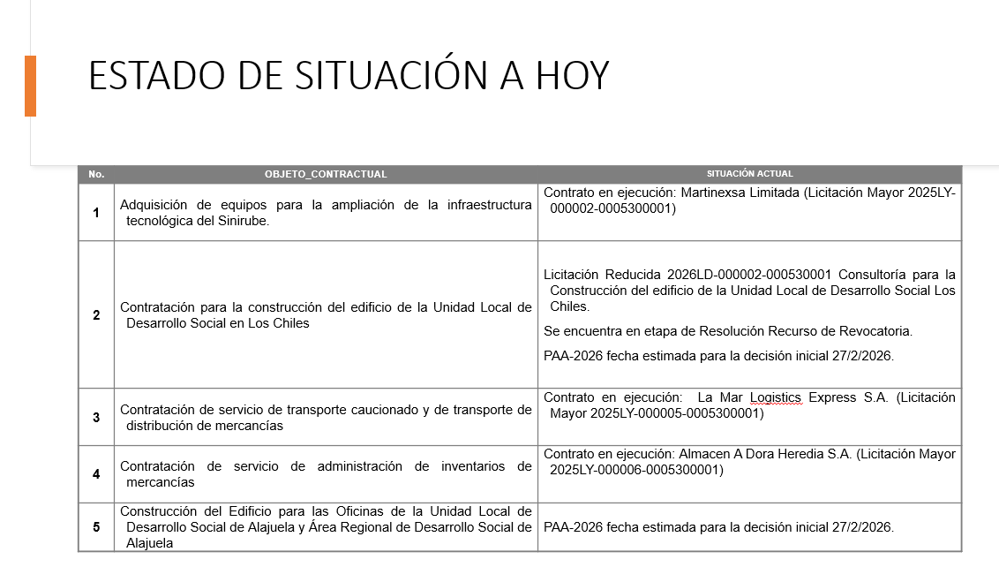 ESTADO DE SITUACIÓN A HOY
No. OBJETO_CONTRACTUAL SITUACIÓN ACTUAL
1
Adquisición de equipos para la ampliación de la infraestructura
tecnológica del Sinirube.
Contrato en ejecución: Martinexsa Limitada (Licitación Mayor 2025LY-
000002-0005300001)
2
Contratación para la construcción del edificio de la Unidad Local de
Desarrollo Social en Los Chiles
Licitación Reducida 2026LD-000002-000530001 Consultoría para la
Construcción del edificio de la Unidad Local de Desarrollo Social Los
Chiles.
Se encuentra en etapa de Resolución Recurso de Revocatoria.
PAA-2026 fecha estimada para la decisión inicial 27/2/2026.
3
Contratación de servicio de transporte caucionado y de transporte de
distribución de mercancías
Contrato en ejecución: La Mar Logistics Express S.A. (Licitación
Mayor 2025LY-000005-0005300001)
4
Contratación de servicio de administración de inventarios de
mercancías
Contrato en ejecución: Almacen A Dora Heredia S.A. (Licitación Mayor
2025LY-000006-0005300001)
5
Construcción del Edificio para las Oficinas de la Unidad Local de
Desarrollo Social de Alajuela y Área Regional de Desarrollo Social de
Alajuela
PAA-2026 fecha estimada para la decisión inicial 27/2/2026.